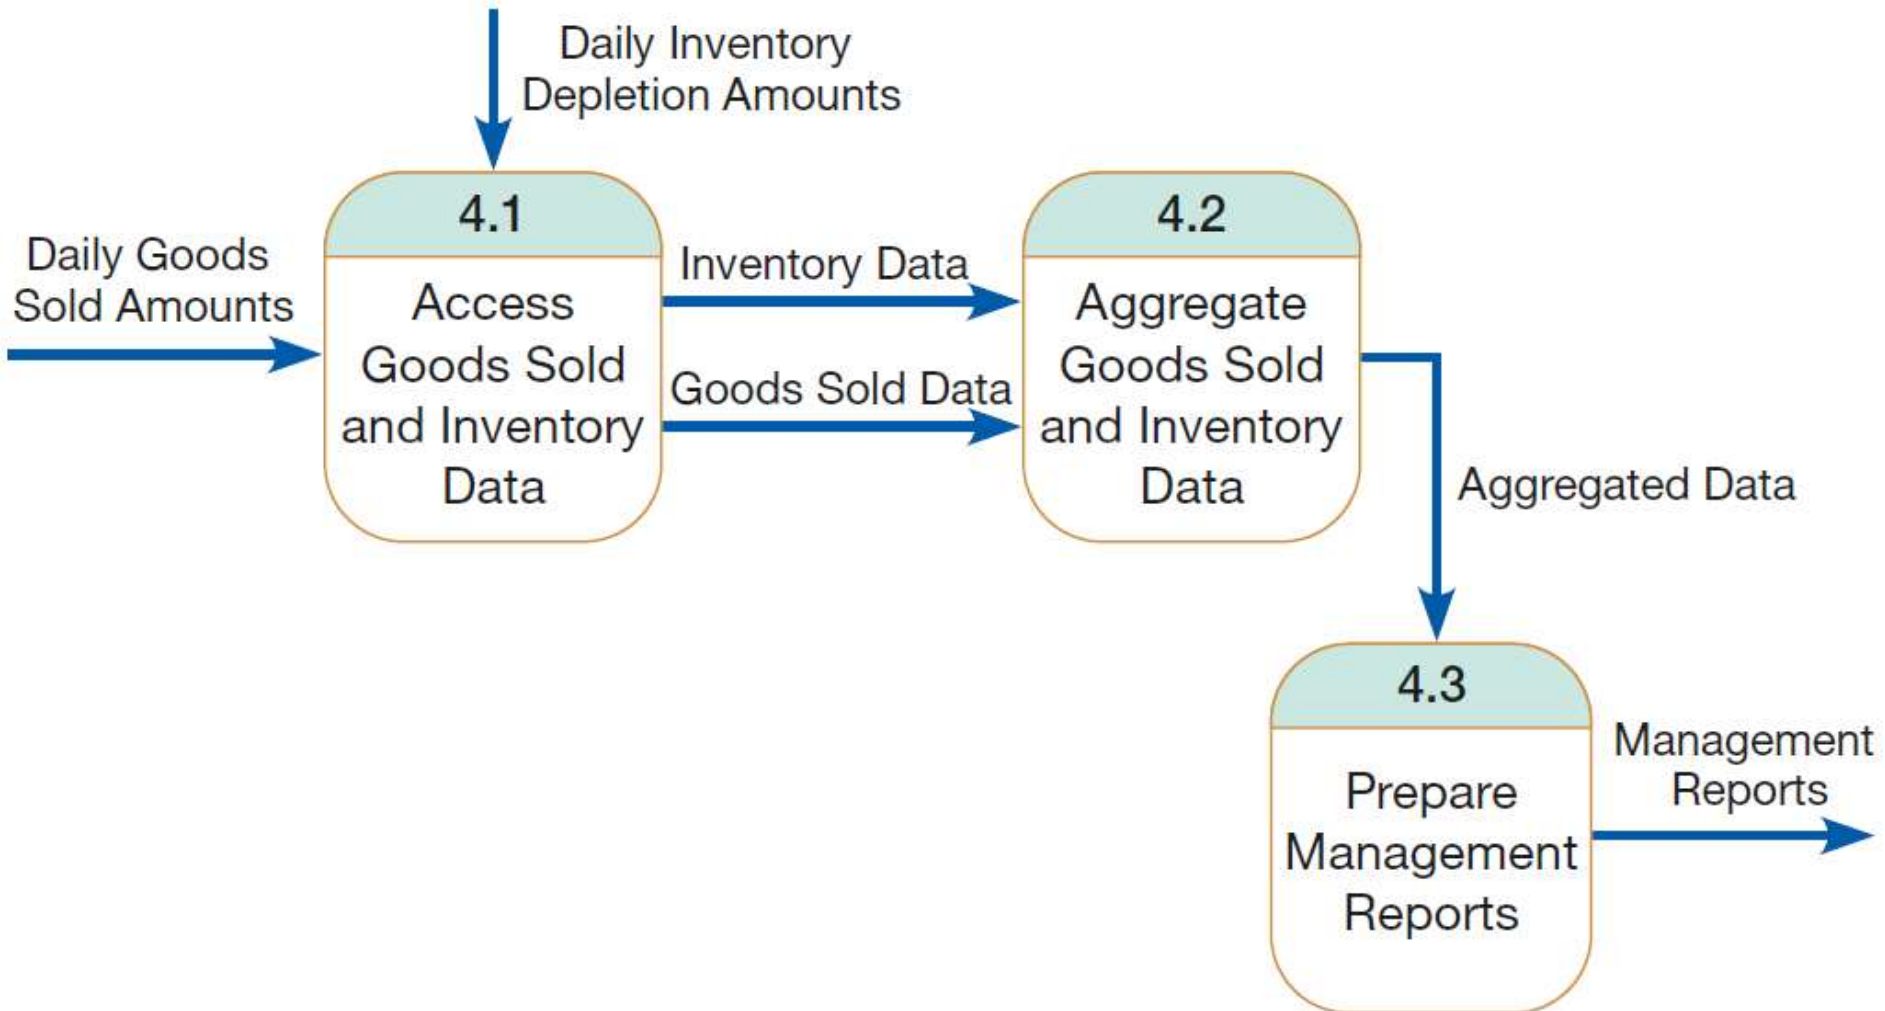 Daily Inventory
Depletion Amounts
Daily Goods
Sold Amounts
4.1
Access
Goods Sold
and Inventory
Data
Inventory Data
Goods Sold Data
4.2
Aggregate
Goods Sold
and Inventory
Data
Aggregated Data
4.3
Prepare
Management
Reports
Management
Reports